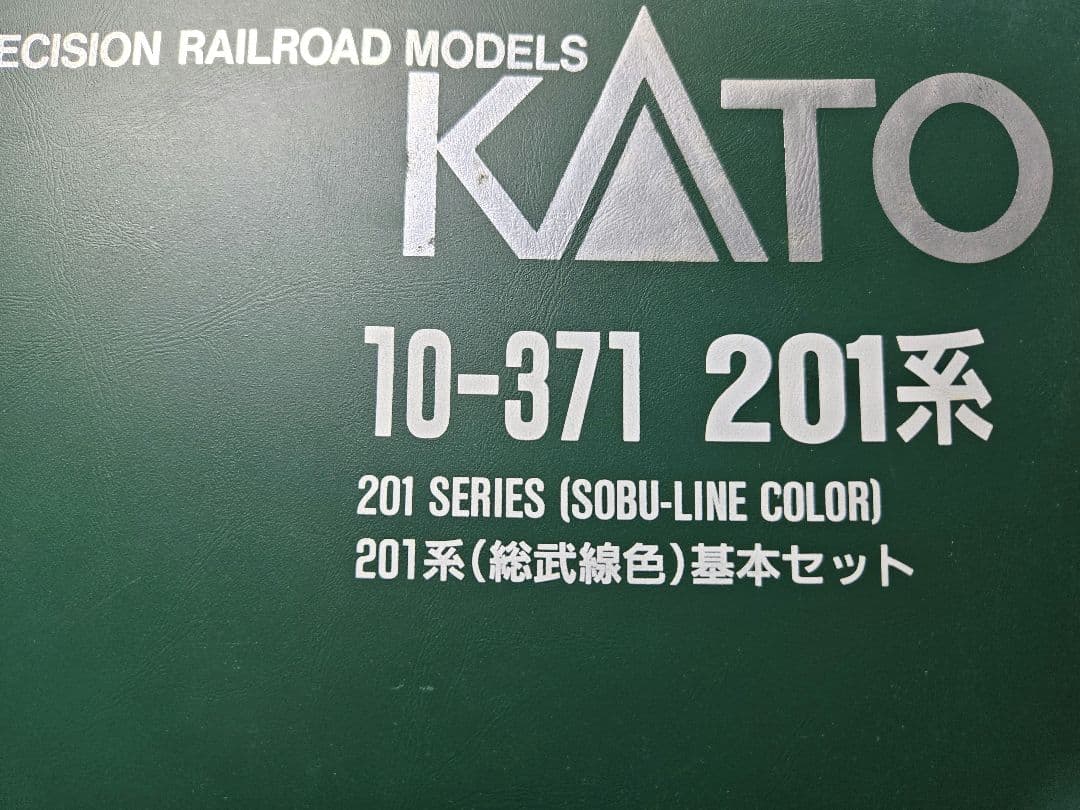 ECISION RAILROAD MODELS
KATO
10-371 201系
201 SERIES (SOBU-LINE COLOR)
201系(総武線色)基本セット